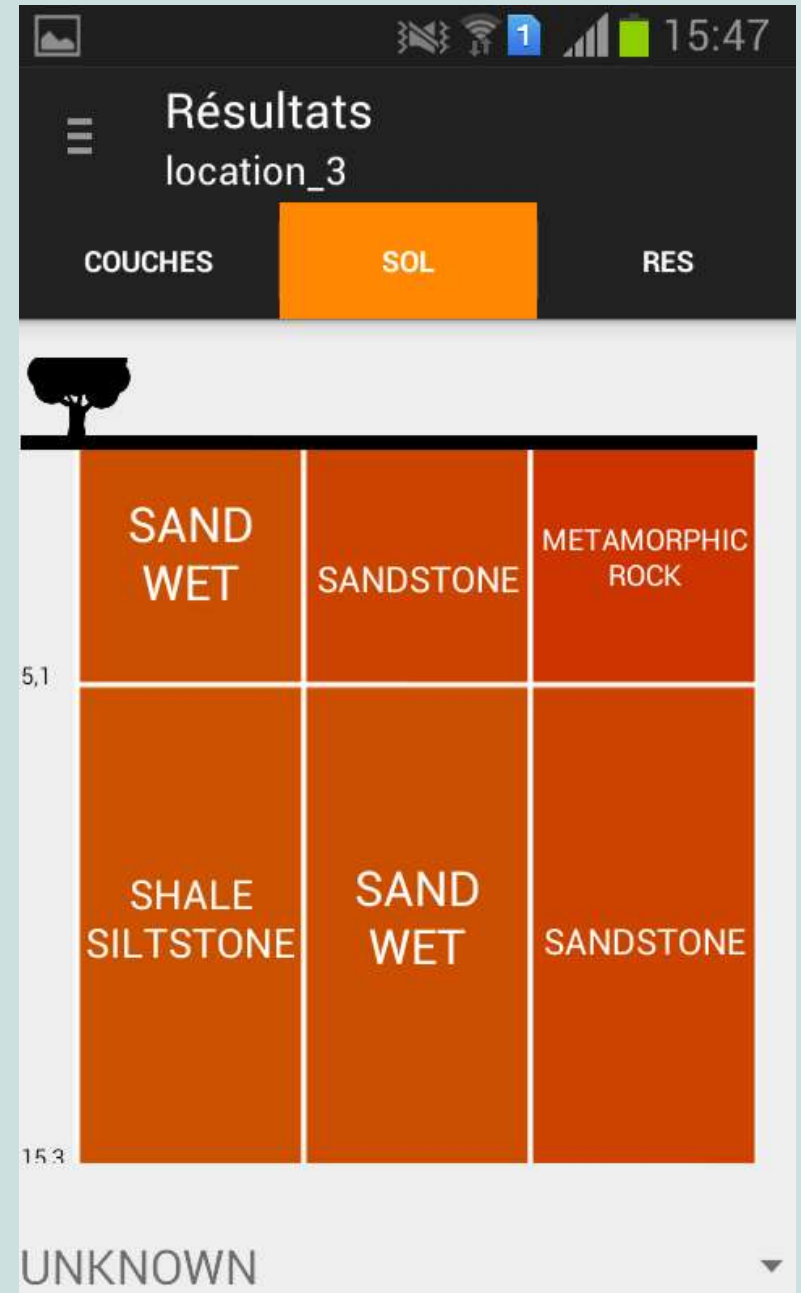 1 15:47
Résultats
location_3
COUCHES SOL RES
SAND
WET
SANDSTONE
METAMORPHIC
ROCK
5,1
SHALE
SILTSTONE
SAND
WET
SANDSTONE
15,3
UNKNOWN